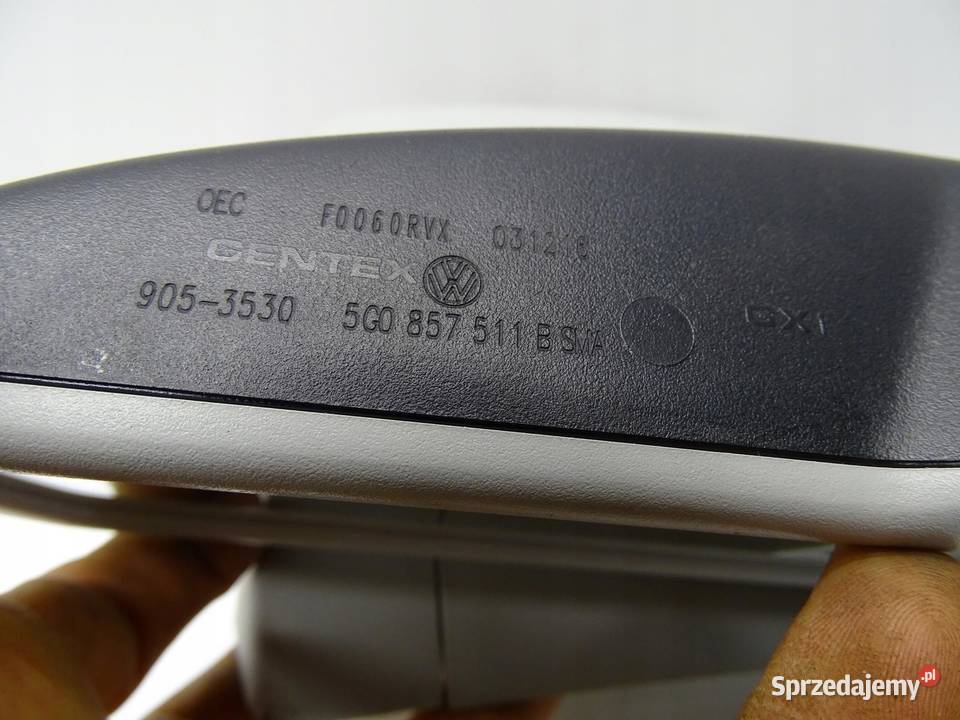 OEC F0060RVX 031218
GENTEX
905-3530 5G0 857 511 B SMA
GX1
Sprzedajemy.pl